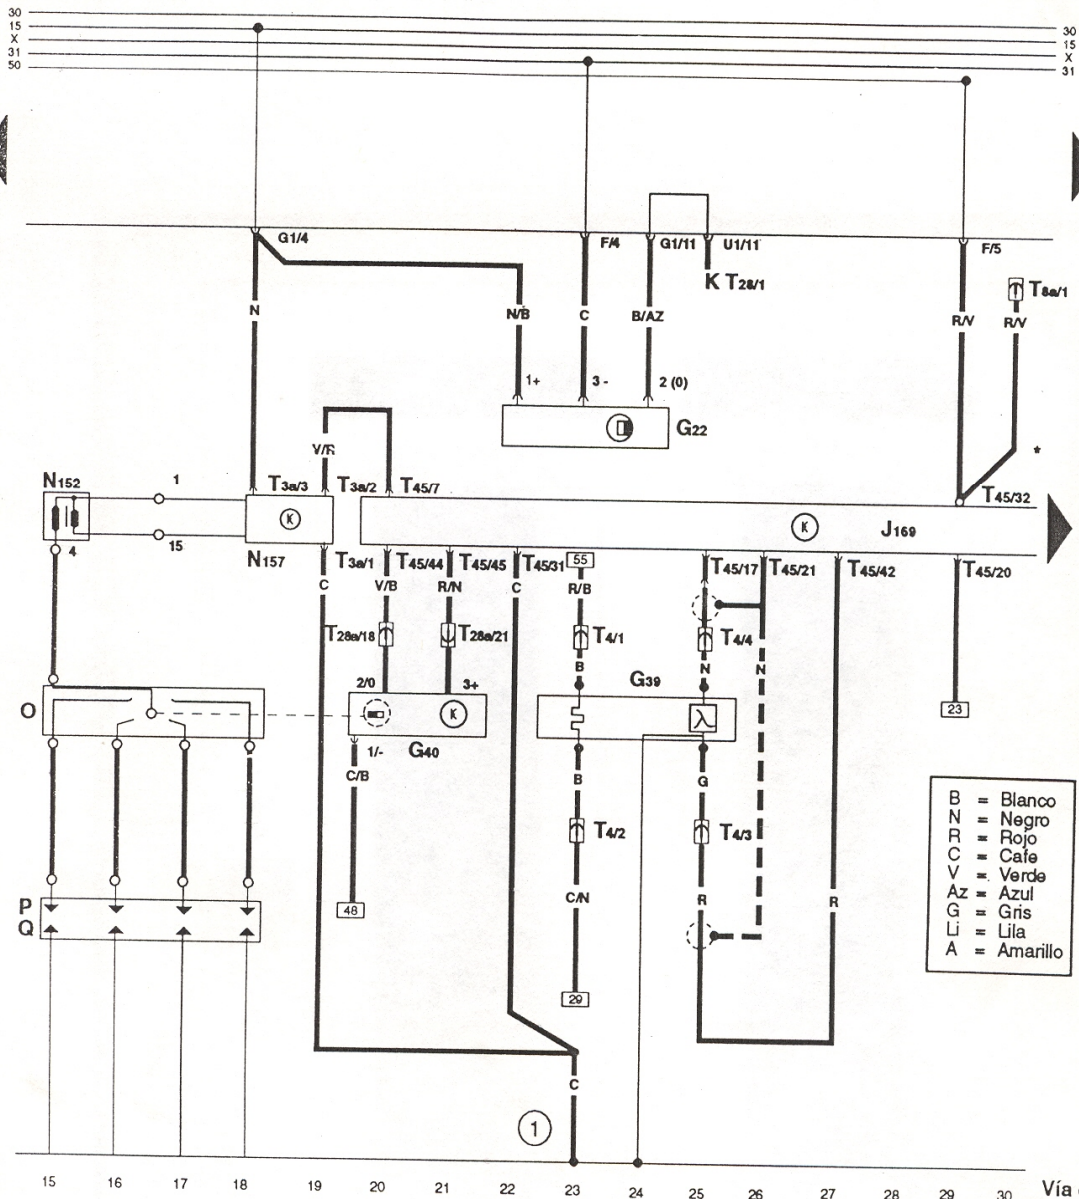 30
15
X
31
50
30
15
X
31
G1/4
F/4
G1/11
U1/11
F/5
K T28/1
T8a/1
N
N/B
C
B/AZ
R/V
R/V
1+
3 -
2 (0)
G22
V/R
*
N152
1
T3a/3
T3a/2
T45/7
T45/32
K
K
J169
15
4
N157
T3a/1
T45/44
T45/45
T45/31
55
T45/17
T45/21
T45/42
T45/20
C
V/B
R/N
C
R/B
T28a/18
T28a/21
T4/1
T4/4
B
N
N
G39
2/0
3+
O
K
λ
23
1/-
G40
C/B
B
G
T4/2
T4/3
C/N
R
R
P
Q
48
29
B = Blanco
N = Negro
R = Rojo
C = Cafe
V = Verde
Az = Azul
G = Gris
Li = Lila
A = Amarillo
C
1
15 16 17 18 19 20 21 22 23 24 25 26 27 28 29 30 Vía